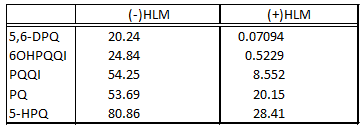 (-)HLM (+)HLM
5,6-DPQ 20.24 0.07094
6OHPQQI 24.84 0.5229
PQQI 54.25 8.552
PQ 53.69 20.15
5-HPQ 80.86 28.41